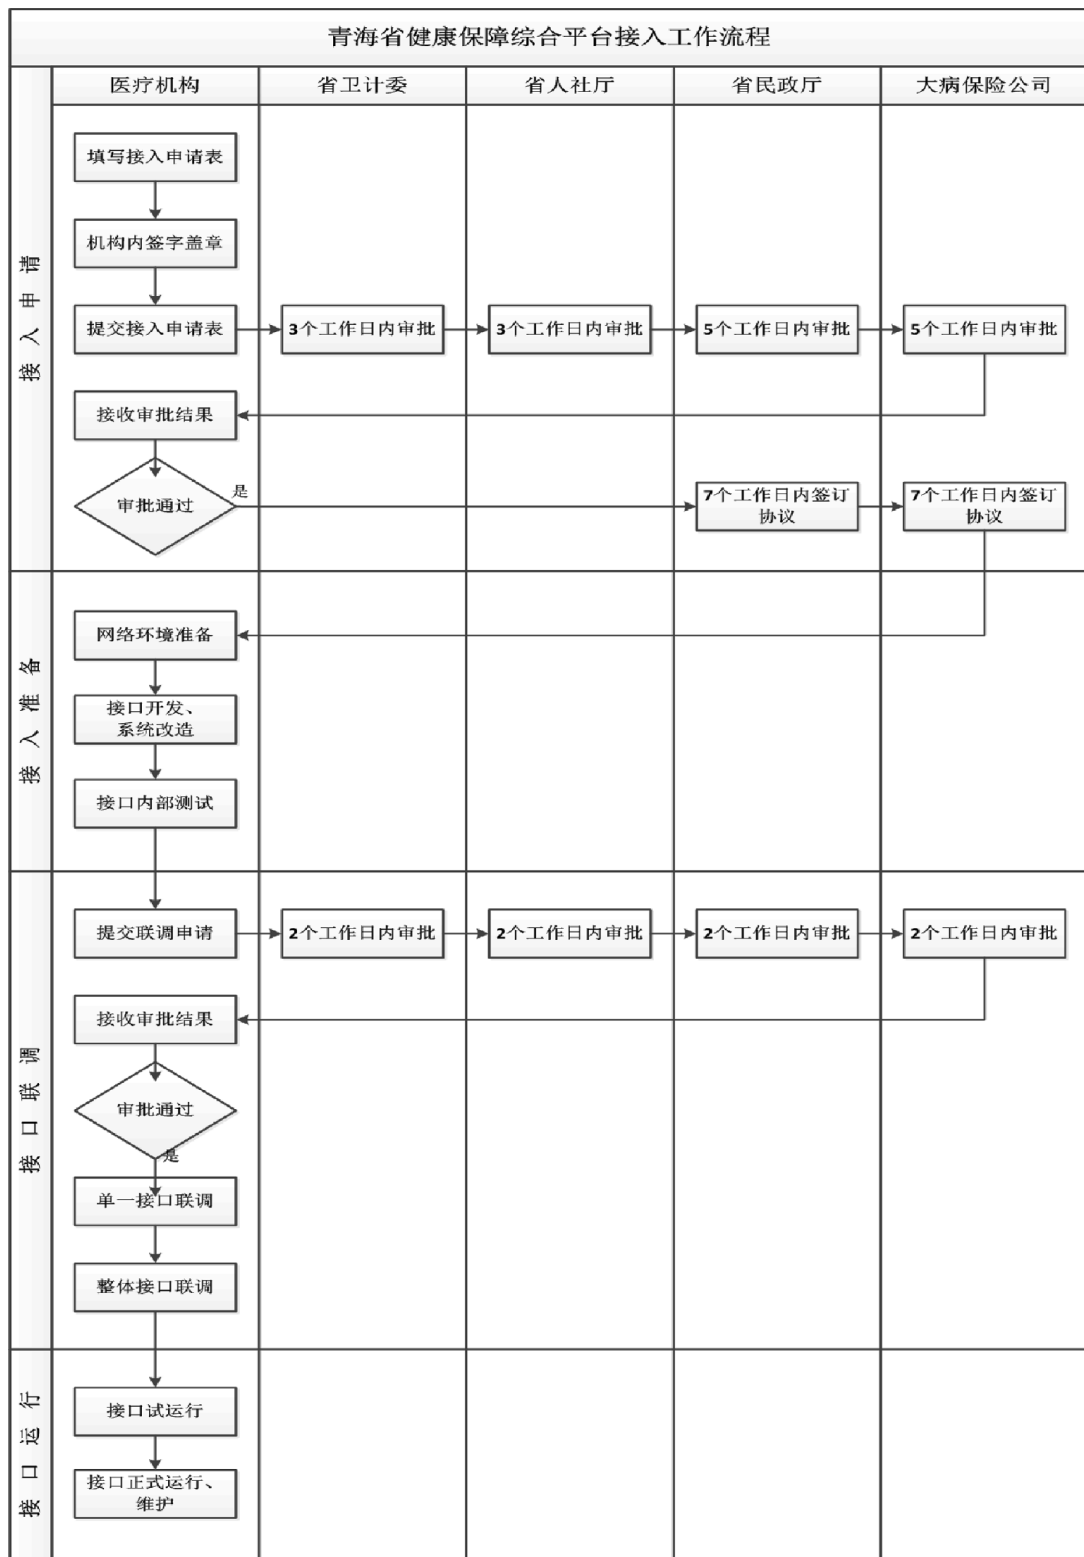 青海省健康保障综合平台接入工作流程
医疗机构
省卫计委
省人社厅
省民政厅
大病保险公司
接入申请
填写接入申请表
机构内签字盖章
提交接入申请表
3个工作日内审批
3个工作日内审批
5个工作日内审批
5个工作日内审批
接收审批结果
审批通过
是
7个工作日内签订
协议
7个工作日内签订
协议
接入准备
网络环境准备
接口开发、
系统改造
接口内部测试
接口联调
提交联调申请
2个工作日内审批
2个工作日内审批
2个工作日内审批
2个工作日内审批
接收审批结果
审批通过
是
单一接口联调
整体接口联调
接口运行
接口试运行
接口正式运行、
维护